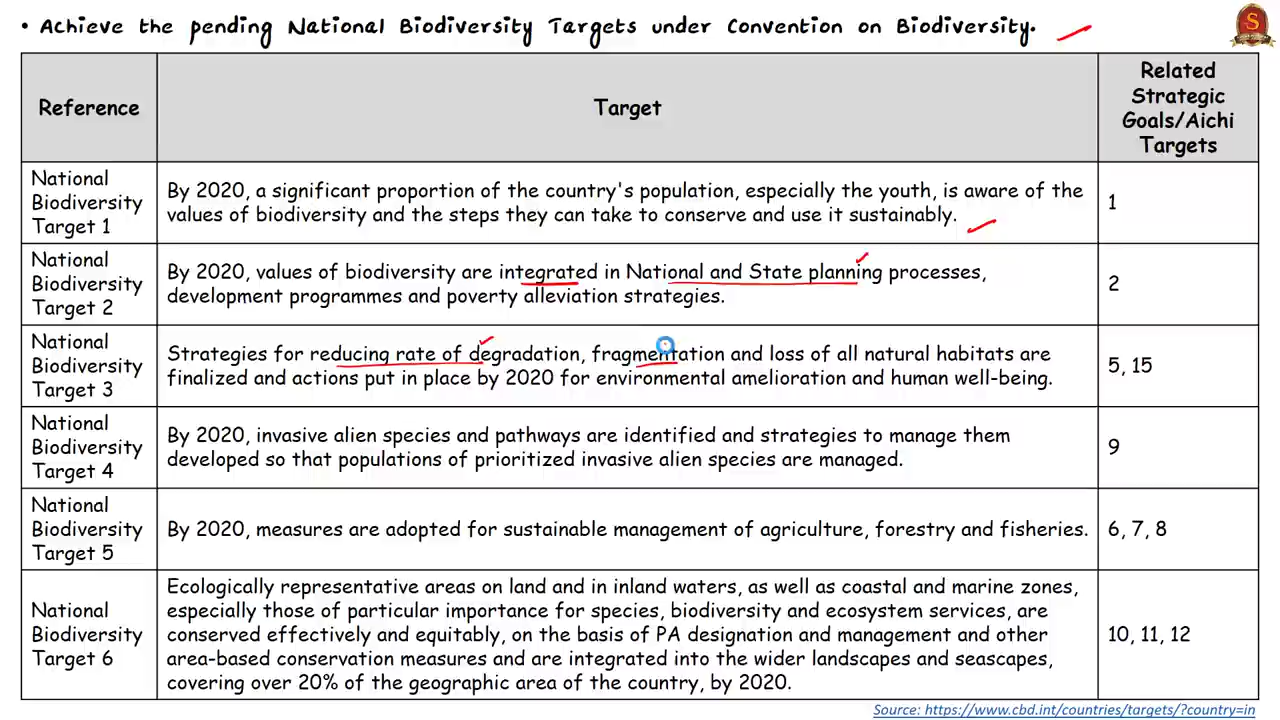 • Achieve the pending National Biodiversity Targets under Convention on Biodiversity.
S
Reference
Target
Related
Strategic
Goals/Aichi
Targets
National
Biodiversity
Target 1
By 2020, a significant proportion of the country's population, especially the youth, is aware of the
values of biodiversity and the steps they can take to conserve and use it sustainably.
1
National
Biodiversity
Target 2
By 2020, values of biodiversity are integrated in National and State planning processes,
development programmes and poverty alleviation strategies.
2
National
Biodiversity
Target 3
Strategies for reducing rate of degradation, fragmentation and loss of all natural habitats are
finalized and actions put in place by 2020 for environmental amelioration and human well-being.
5, 15
National
Biodiversity
Target 4
By 2020, invasive alien species and pathways are identified and strategies to manage them
developed so that populations of prioritized invasive alien species are managed.
9
National
Biodiversity
Target 5
By 2020, measures are adopted for sustainable management of agriculture, forestry and fisheries.
6, 7, 8
National
Biodiversity
Target 6
Ecologically representative areas on land and in inland waters, as well as coastal and marine zones,
especially those of particular importance for species, biodiversity and ecosystem services, are
conserved effectively and equitably, on the basis of PA designation and management and other
area-based conservation measures and are integrated into the wider landscapes and seascapes,
covering over 20% of the geographic area of the country, by 2020.
10, 11, 12
Source: https://www.cbd.int/countries/targets/?country=in